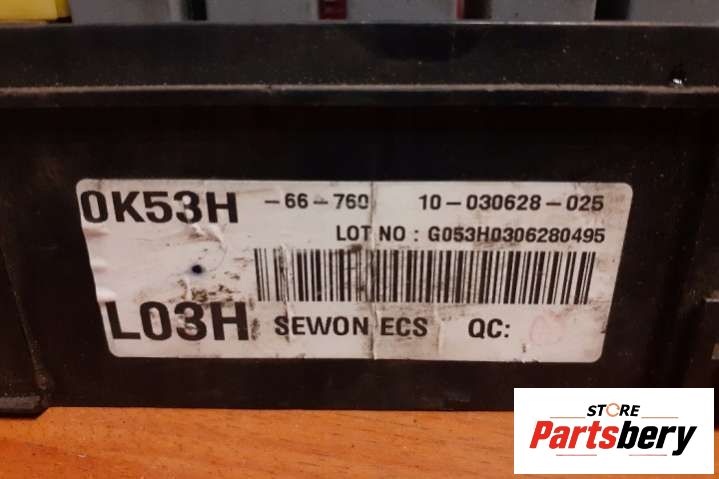 0K53H -66-760 10-030628-025
LOT NO : G053H0306280495
L03H SEWON ECS QC:
STORE
Partsbery